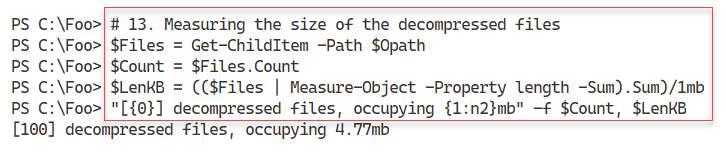 PS C:\Foo> # 13. Measuring the size of the decompressed files
PS C:\Foo> $Files = Get-ChildItem -Path $Opath
PS C:\Foo> $Count = $Files.Count
PS C:\Foo> $LenKB = (($Files | Measure-Object -Property length -Sum).Sum)/1mb
PS C:\Foo> "[{0}] decompressed files, occupying {1:n2}mb" -f $Count, $LenKB
[100] decompressed files, occupying 4.77mb